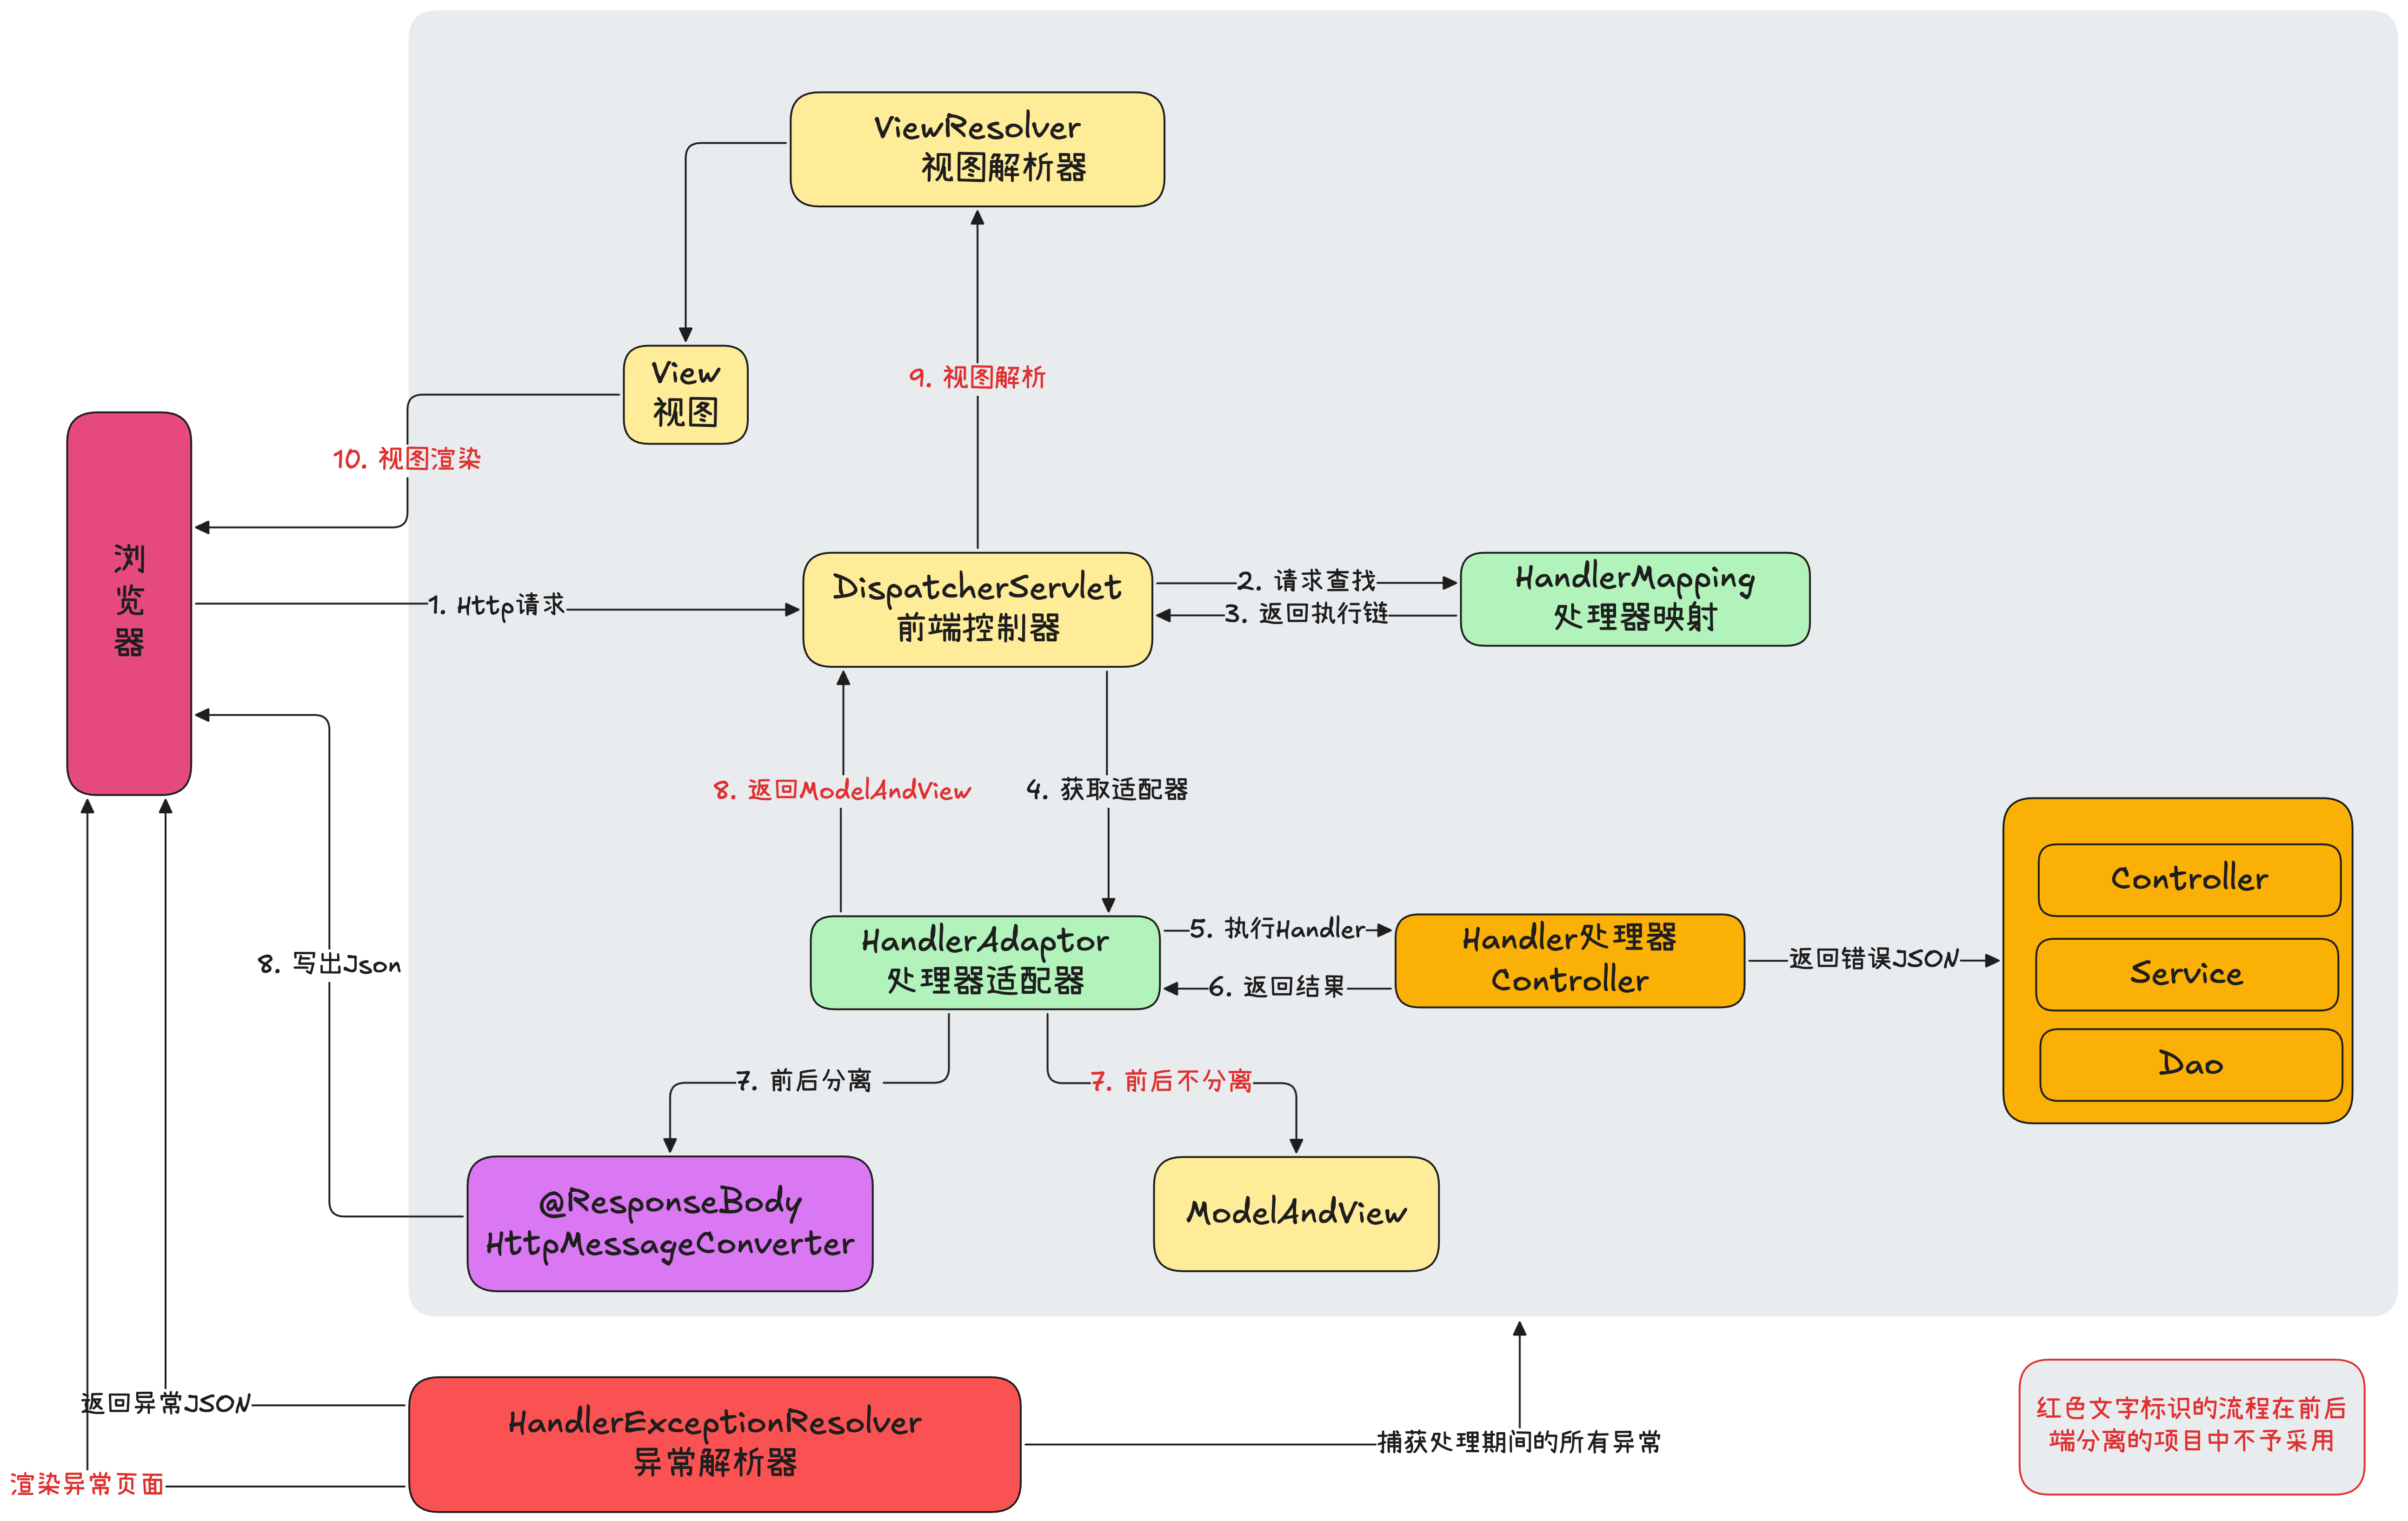 ViewResolver
视图解析器
View
视图
9. 视图解析
10. 视图渲染
浏
览
器
1. Http请求
DispatcherServlet
前端控制器
2. 请求查找
3. 返回执行链
HandlerMapping
处理器映射
8. 返回ModelAndView
4. 获取适配器
HandlerAdaptor
处理器适配器
5. 执行Handler
6. 返回结果
Handler处理器
Controller
返回错误JSON
Controller
Service
Dao
8. 写出Json
7. 前后分离
7. 前后不分离
@ResponseBody
HttpMessageConverter
ModelAndView
返回异常JSON
渲染异常页面
HandlerExceptionResolver
异常解析器
捕获处理期间的所有异常
红色文字标识的流程在前后
端分离的项目中不予采用